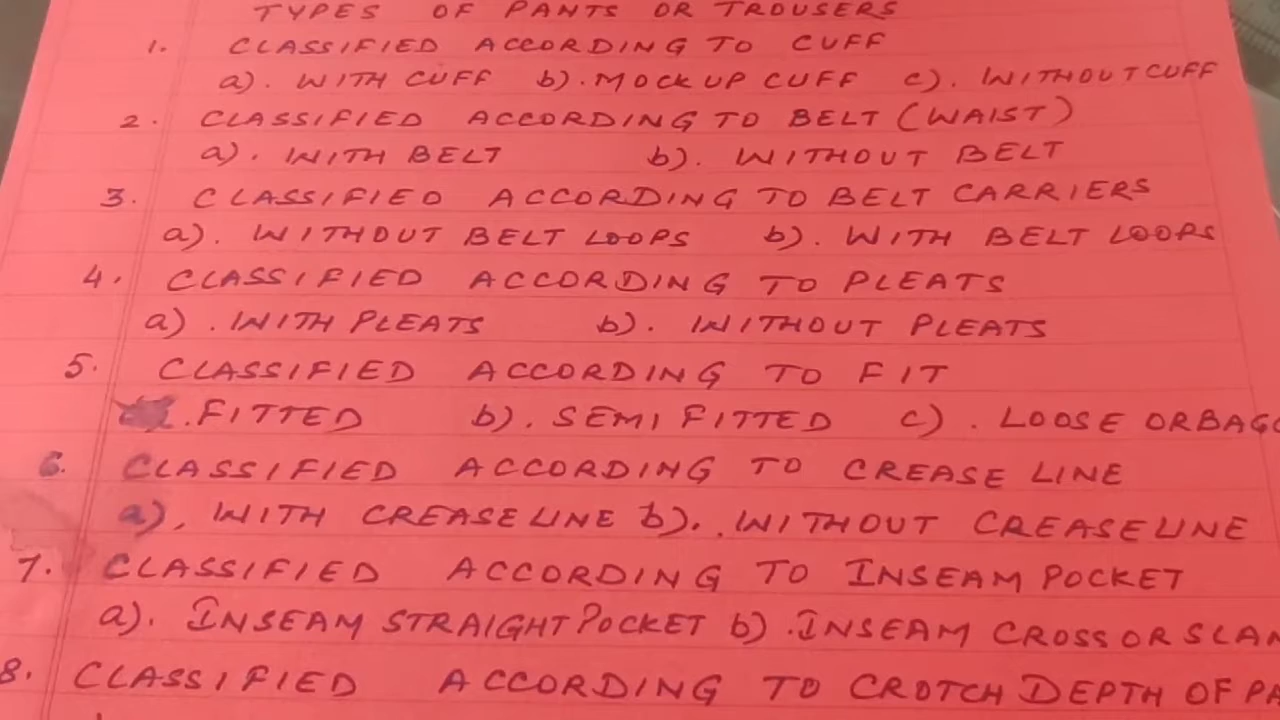 TYPES OF PANTS OR TROUSERS
1. CLASSIFIED ACCORDING TO CUFF
a). WITH CUFF b). MOCK UP CUFF c). WITHOUT CUFF
2. CLASSIFIED ACCORDING TO BELT (WAIST)
a). WITH BELT b). WITHOUT BELT
3. CLASSIFIED ACCORDING TO BELT CARRIERS
a). WITHOUT BELT LOOPS b). WITH BELT LOOPS
4. CLASSIFIED ACCORDING TO PLEATS
a). WITH PLEATS b). WITHOUT PLEATS
5. CLASSIFIED ACCORDING TO FIT
. FITTED b). SEMI FITTED c). LOOSE OR
6. CLASSIFIED ACCORDING TO CREASE LINE
a). WITH CREASE LINE b). WITHOUT CREASE LINE
7. CLASSIFIED ACCORDING TO INSEAM POCKET
a). INSEAM STRAIGHT POCKET b). INSEAM CROSS OR
8. CLASSIFIED ACCORDING TO CROTCH DEPTH OF